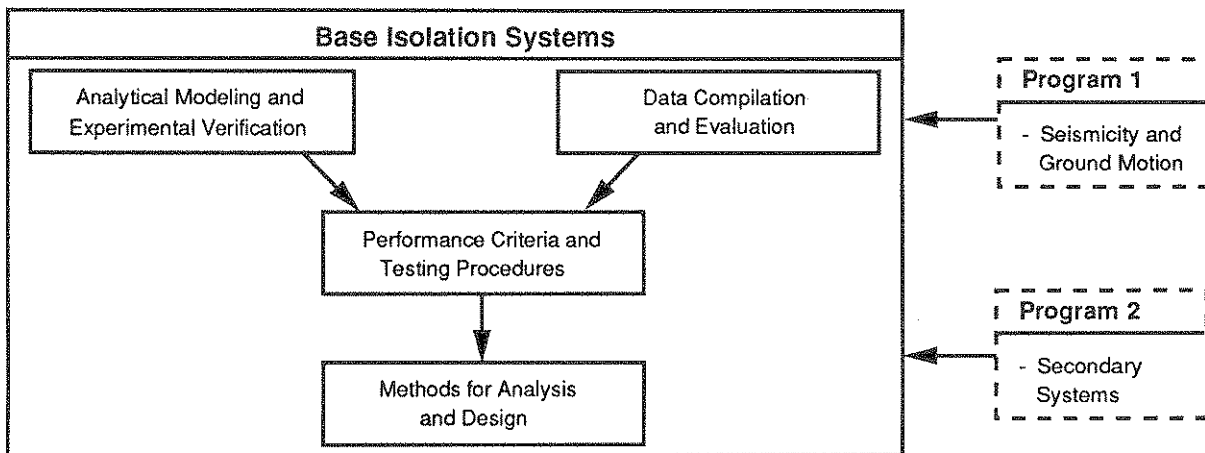 Base Isolation Systems
Analytical Modeling and
Experimental Verification
Data Compilation
and Evaluation
Performance Criteria and
Testing Procedures
Methods for Analysis
and Design
Program 1
- Seismicity and
Ground Motion
Program 2
- Secondary
Systems